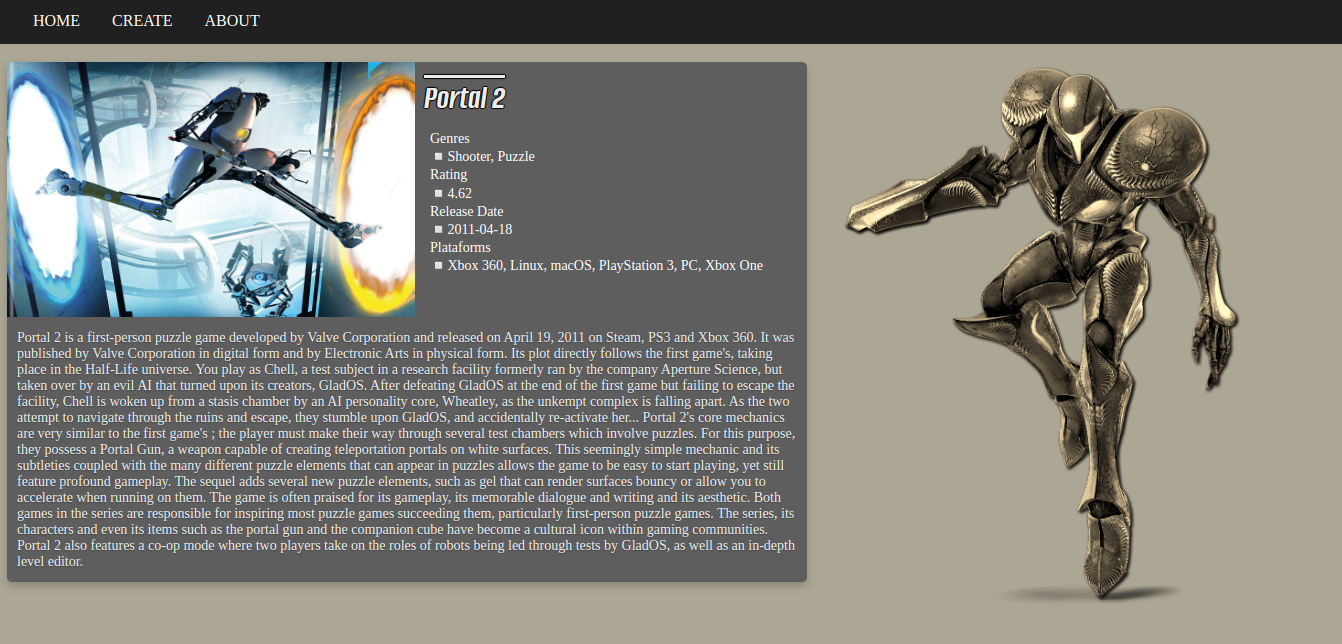 HOME CREATE ABOUT
Portal 2
Genres
Shooter, Puzzle
Rating
4.62
Release Date
2011-04-18
Plataforms
Xbox 360, Linux, macOS, PlayStation 3, PC, Xbox One
Portal 2 is a first-person puzzle game developed by Valve Corporation and released on April 19, 2011 on Steam, PS3 and Xbox 360. It was
published by Valve Corporation in digital form and by Electronic Arts in physical form. Its plot directly follows the first game's, taking
place in the Half-Life universe. You play as Chell, a test subject in a research facility formerly ran by the company Aperture Science, but
taken over by an evil AI that turned upon its creators, GladOS. After defeating GladOS at the end of the first game but failing to escape the
facility, Chell is woken up from a stasis chamber by an AI personality core, Wheatley, as the unkempt complex is falling apart. As the two
attempt to navigate through the ruins and escape, they stumble upon GladOS, and accidentally re-activate her... Portal 2's core mechanics
are very similar to the first game's ; the player must make their way through several test chambers which involve puzzles. For this purpose,
they possess a Portal Gun, a weapon capable of creating teleportation portals on white surfaces. This seemingly simple mechanic and its
subtleties coupled with the many different puzzle elements that can appear in puzzles allows the game to be easy to start playing, yet still
feature profound gameplay. The sequel adds several new puzzle elements, such as gel that can render surfaces bouncy or allow you to
accelerate when running on them. The game is often praised for its gameplay, its memorable dialogue and writing and its aesthetic. Both
games in the series are responsible for inspiring most puzzle games succeeding them, particularly first-person puzzle games. The series, its
characters and even its items such as the portal gun and the companion cube have become a cultural icon within gaming communities.
Portal 2 also features a co-op mode where two players take on the roles of robots being led through tests by GladOS, as well as an in-depth
level editor.